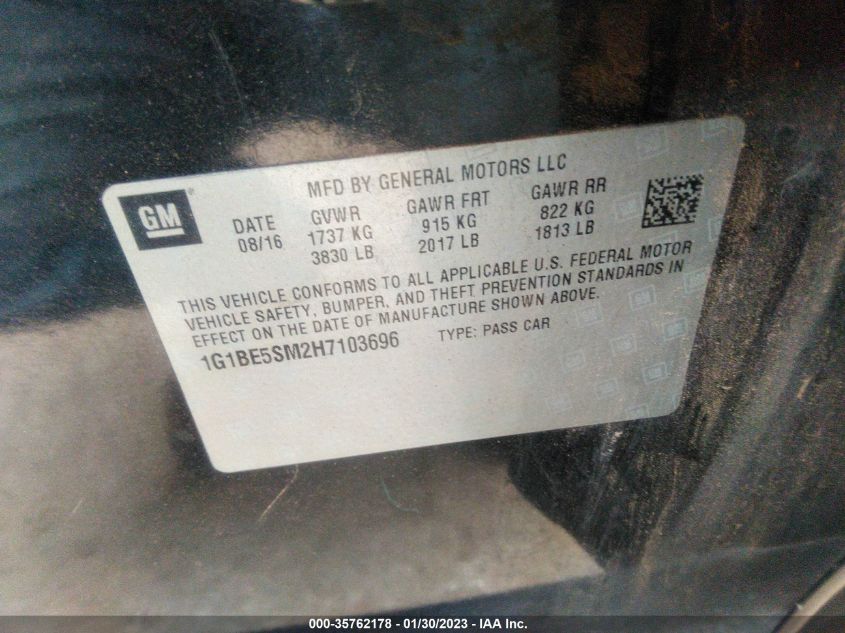 MFD BY GENERAL MOTORS LLC
GM®
DATE GVWR GAWR FRT GAWR RR
08/16 1737 KG 915 KG 822 KG
3830 LB 2017 LB 1813 LB
THIS VEHICLE CONFORMS TO ALL APPLICABLE U.S. FEDERAL MOTOR
VEHICLE SAFETY, BUMPER, AND THEFT PREVENTION STANDARDS IN
EFFECT ON THE DATE OF MANUFACTURE SHOWN ABOVE.
1G1BE5SM2H7103696 TYPE: PASS CAR
000-35762178 - 01/30/2023 - IAA Inc.